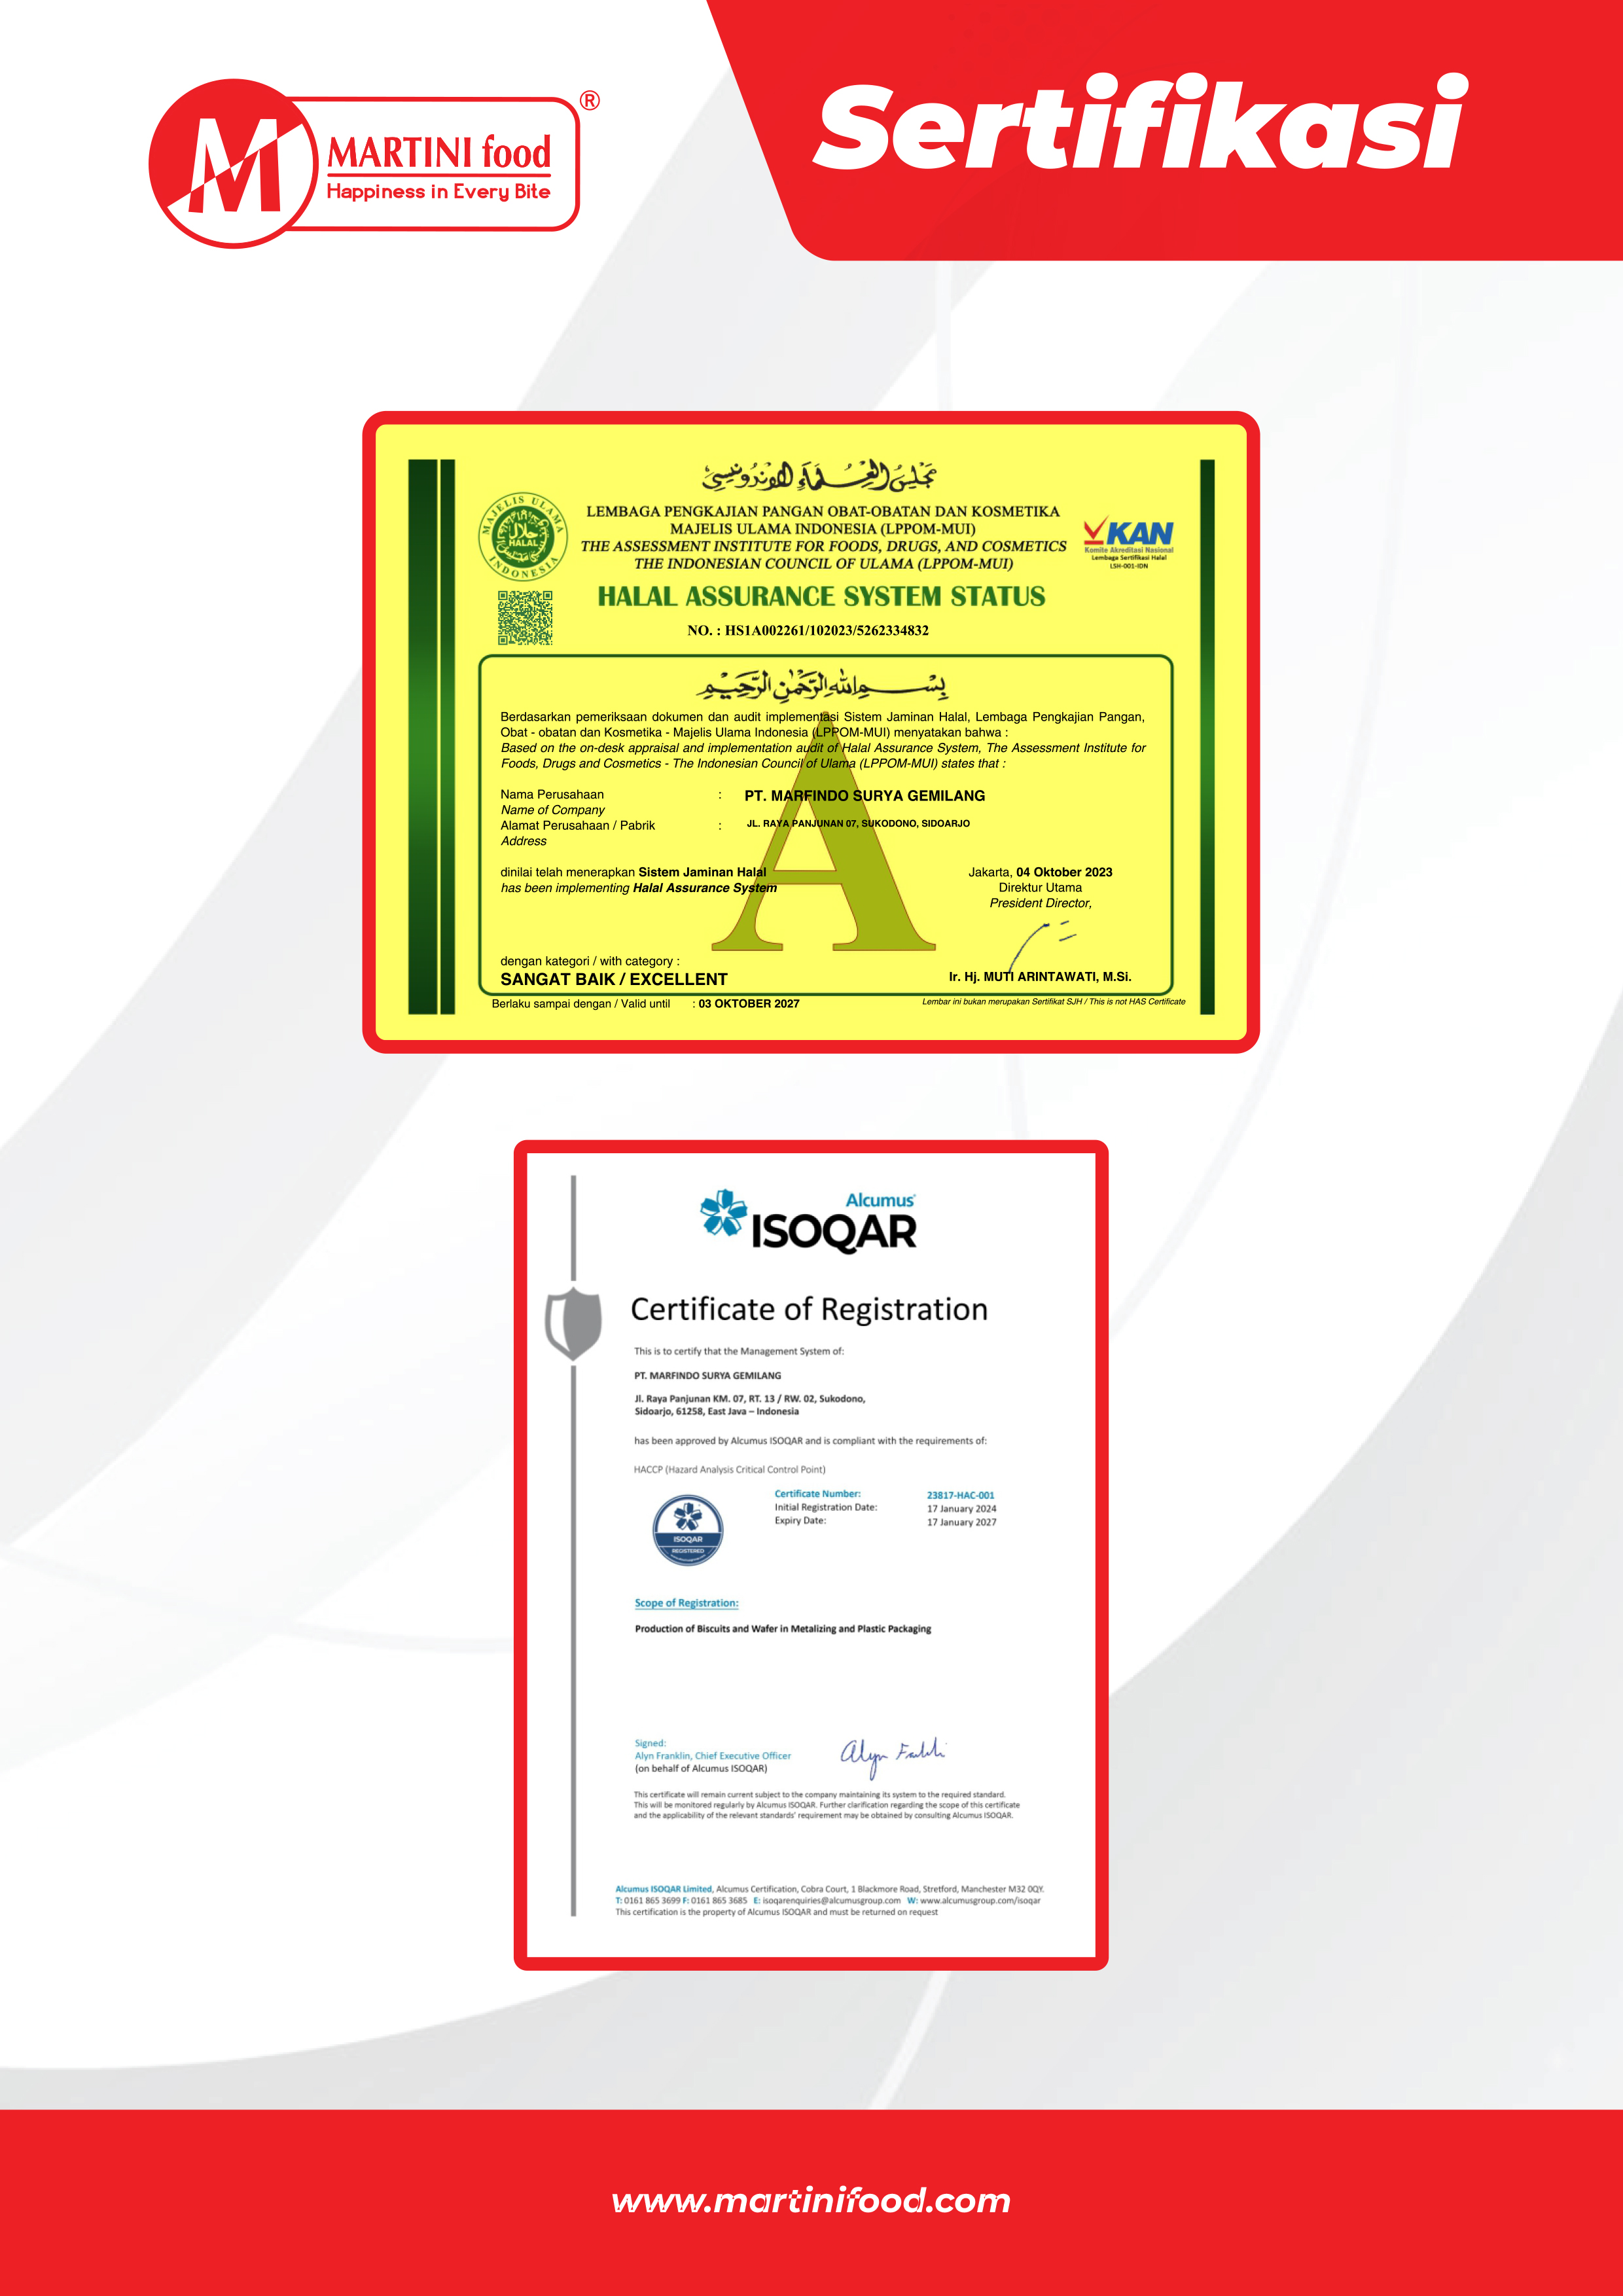 Sertifikasi
M
MARTINI food
®
Happiness in Every Bite
مجلس العلماء الاندونيسي
MAJELIS ULAMA
حلال
HALAL
INDONESIA
LEMBAGA PENGKAJIAN PANGAN OBAT-OBATAN DAN KOSMETIKA
MAJELIS ULAMA INDONESIA (LPPOM-MUI)
THE ASSESSMENT INSTITUTE FOR FOODS, DRUGS, AND COSMETICS
THE INDONESIAN COUNCIL OF ULAMA (LPPOM-MUI)
KAN
Komite Akreditasi Nasional
Lembaga Sertifikasi Halal
LSH-001-IDN
HALAL ASSURANCE SYSTEM STATUS
NO. : HS1A002261/102023/5262334832
بِسْمِ اللهِ الرَّحْمٰنِ الرَّحِيْمِ
Berdasarkan pemeriksaan dokumen dan audit implementasi Sistem Jaminan Halal, Lembaga Pengkajian Pangan,
Obat - obatan dan Kosmetika - Majelis Ulama Indonesia (LPPOM-MUI) menyatakan bahwa :
Based on the on-desk appraisal and implementation audit of Halal Assurance System, The Assessment Institute for
Foods, Drugs and Cosmetics - The Indonesian Council of Ulama (LPPOM-MUI) states that :
Nama Perusahaan : PT. MARFINDO SURYA GEMILANG
Name of Company
Alamat Perusahaan / Pabrik : JL. RAYA PANJUNAN 07, SUKODONO, SIDOARJO
Address
A
dinilai telah menerapkan Sistem Jaminan Halal
has been implementing Halal Assurance System
Jakarta, 04 Oktober 2023
Direktur Utama
President Director,
dengan kategori / with category :
SANGAT BAIK / EXCELLENT
Ir. Hj. MUTI ARINTAWATI, M.Si.
Berlaku sampai dengan / Valid until : 03 OKTOBER 2027
Lembar ini bukan merupakan Sertifikat SJH / This is not HAS Certificate
Alcumus
ISOQAR
Certificate of Registration
This is to certify that the Management System of:
PT. MARFINDO SURYA GEMILANG
Jl. Raya Panjunan KM. 07, RT. 13 / RW. 02, Sukodono,
Sidoarjo, 61258, East Java – Indonesia
has been approved by Alcumus ISOQAR and is compliant with the requirements of:
HACCP (Hazard Analysis Critical Control Point)
ISOQAR
REGISTERED
Certificate Number: 23817-HAC-001
Initial Registration Date: 17 January 2024
Expiry Date: 17 January 2027
Scope of Registration:
Production of Biscuits and Wafer in Metalizing and Plastic Packaging
Signed:
Alyn Franklin, Chief Executive Officer
(on behalf of Alcumus ISOQAR)
This certificate will remain current subject to the company maintaining its system to the required standard.
This will be monitored regularly by Alcumus ISOQAR. Further clarification regarding the scope of this certificate
and the applicability of the relevant standards' requirement may be obtained by consulting Alcumus ISOQAR.
Alcumus ISOQAR Limited, Alcumus Certification, Cobra Court, 1 Blackmore Road, Stretford, Manchester M32 0QY.
T: 0161 865 3699 F: 0161 865 3685 E: isoqarenquiries@alcumusgroup.com W: www.alcumusgroup.com/isoqar
This certification is the property of Alcumus ISOQAR and must be returned on request
www.martinifood.com